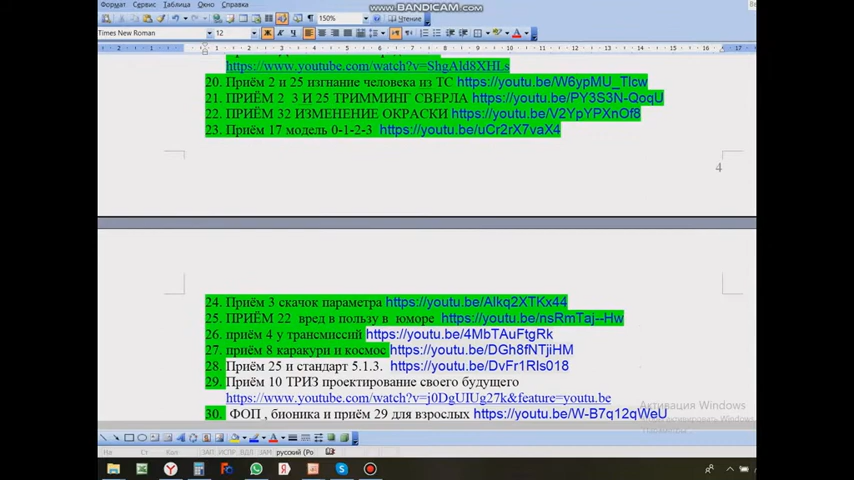 www.BANDICAM.com
Формат Сервис Таблица Окно Справка
150% Чтение
Times New Roman 12
https://www.youtube.com/watch?v=ShgAld8XHLs
20. Приём 2 и 25 изгнание человека из ТС https://youtu.be/W6ypMU_Tlcw
21. ПРИЁМ 2 3 И 25 ТРИММИНГ СВЕРЛА https://youtu.be/PY3S3N-QoqU
22. ПРИЁМ 32 ИЗМЕНЕНИЕ ОКРАСКИ https://youtu.be/V2YpYPXnOf8
23. Приём 17 модель 0-1-2-3 https://youtu.be/uCr2rX7vaX4
4
24. Приём 3 скачок параметра https://youtu.be/Alkq2XTKx44
25. ПРИЁМ 22 вред в пользу в юморе https://youtu.be/nsRmTaj--Hw
26. приём 4 у трансмиссий https://youtu.be/4MbTAuFtgRk
27. приём 8 каракури и космос https://youtu.be/DGh8fNTjiHM
28. Приём 25 и стандарт 5.1.3. https://youtu.be/DvFr1Rls018
29. Приём 10 ТРИЗ проектирование своего будущего
https://www.youtube.com/watch?v=j0DgUIUg27k&feature=youtu.be
Активация Windows
30. ФОП , бионика и приём 29 для взрослых https://youtu.be/W-B7q12qWeU
ЗАП ИСПР ВДЛ ЗАМ русский (Ро